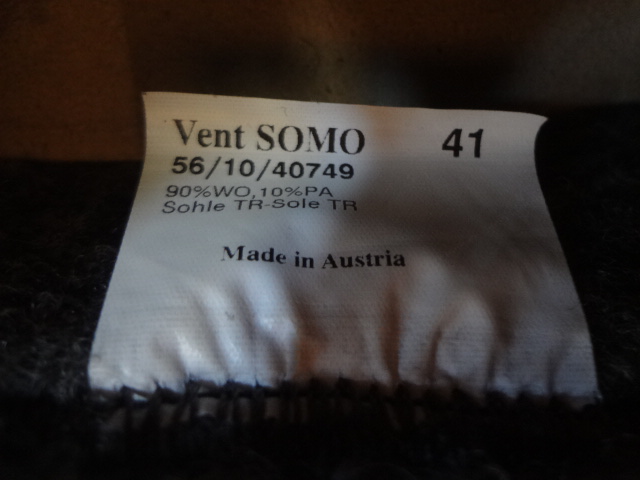 Vent SOMO 41
56/10/40749
90%WO,10%PA
Sohle TR-Sole TR
Made in Austria